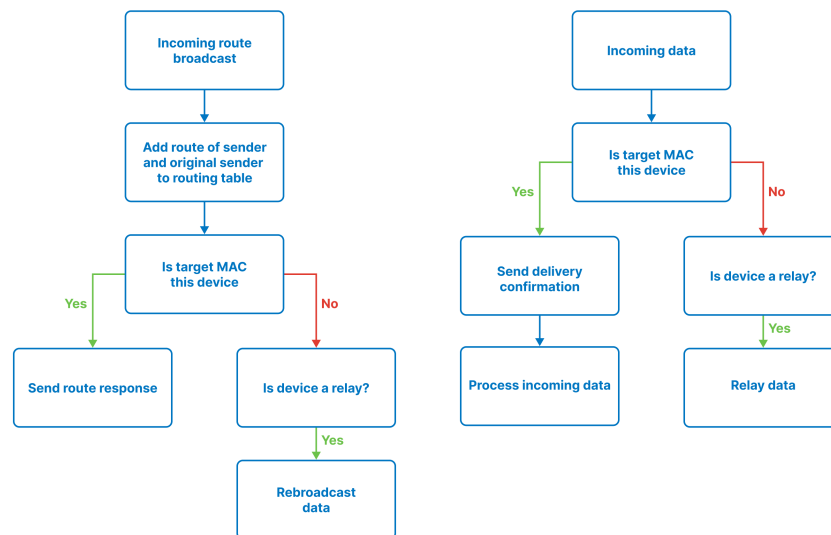 Incoming route
broadcast
Add route of sender
and original sender
to routing table
Is target MAC
this device
Yes
No
Send route response
Is device a relay?
Yes
Rebroadcast
data
Incoming data
Is target MAC
this device
Yes
No
Send delivery
confirmation
Is device a relay?
Yes
Process incoming data
Relay data